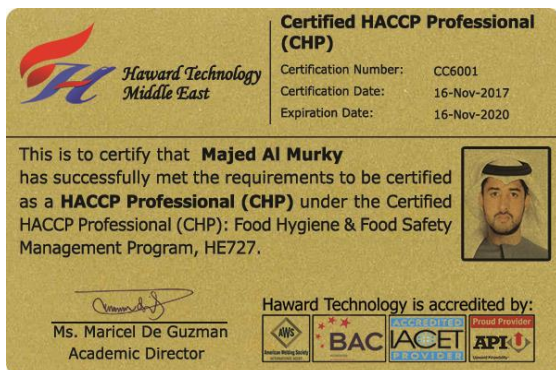 Haward Technology
Middle East
Certified HACCP Professional
(CHP)
Certification Number: CC6001
Certification Date: 16-Nov-2017
Expiration Date: 16-Nov-2020
This is to certify that Majed Al Murky
has successfully met the requirements to be certified
as a HACCP Professional (CHP) under the Certified
HACCP Professional (CHP): Food Hygiene & Food Safety
Management Program, HE727.
Ms. Maricel De Guzman
Academic Director
Haward Technology is accredited by:
AWS
American Welding Society
BAC
ACCREDITED
IACET
PROVIDER
Proud Provider
API U